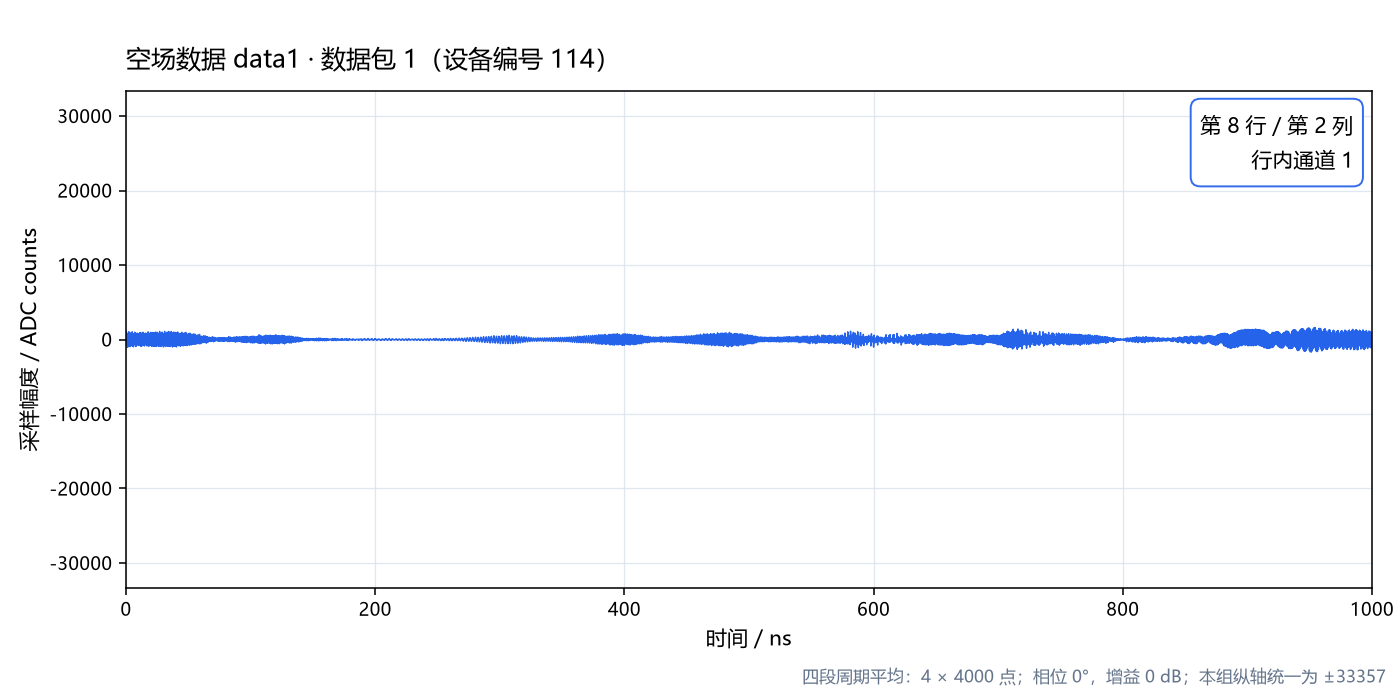 空场数据 data1 · 数据包 1（设备编号 114）
第 8 行 / 第 2 列
行内通道 1
采样幅度 / ADC counts
30000
20000
10000
0
-10000
-20000
-30000
0 200 400 600 800 1000
时间 / ns
四段周期平均：4 × 4000 点；相位 0°，增益 0 dB；本组纵轴统一为 ±33357